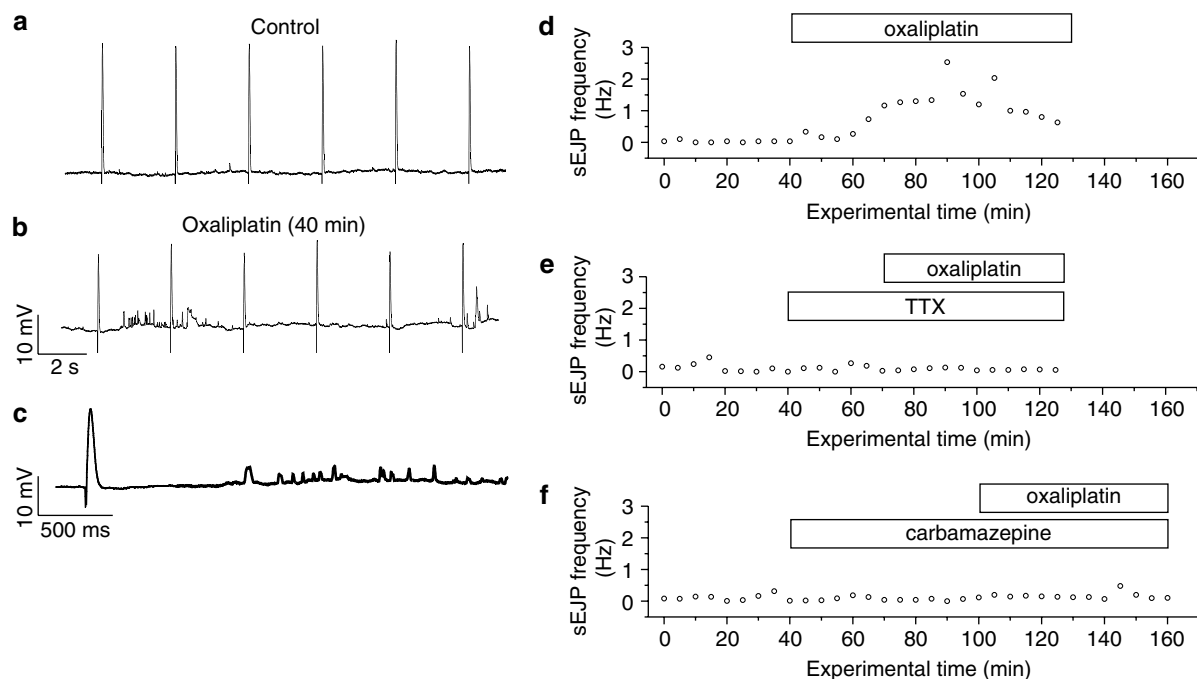 a
Control
b
Oxaliplatin (40 min)
10 mV
2 s
c
10 mV
500 ms
d
oxaliplatin
sEJP frequency
(Hz)
3
2
1
0
0 20 40 60 80 100 120 140 160
Experimental time (min)
e
oxaliplatin
TTX
sEJP frequency
(Hz)
3
2
1
0
0 20 40 60 80 100 120 140 160
Experimental time (min)
f
oxaliplatin
carbamazepine
sEJP frequency
(Hz)
3
2
1
0
0 20 40 60 80 100 120 140 160
Experimental time (min)